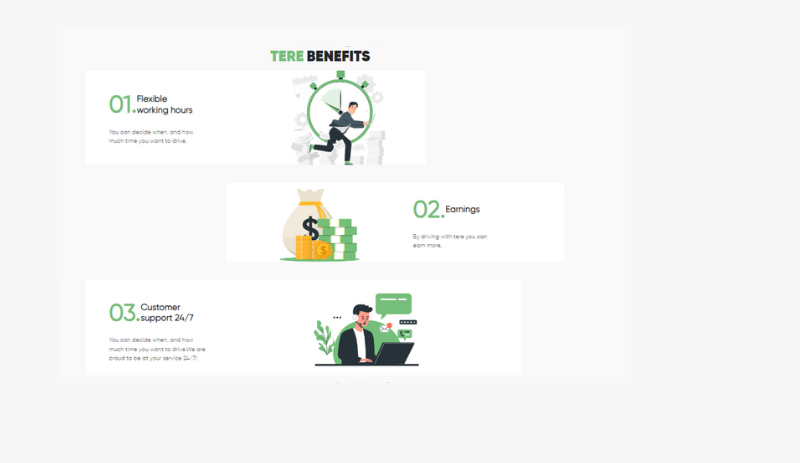 TERE BENEFITS
01. Flexible
working hours
You can decide when, and how
much time you want to drive.
$
$
02. Earnings
By driving with tere you can
earn more.
03. Customer
support 24/7
You can decide when, and how
much time you want to drive.We are
proud to be at your service 24/7!